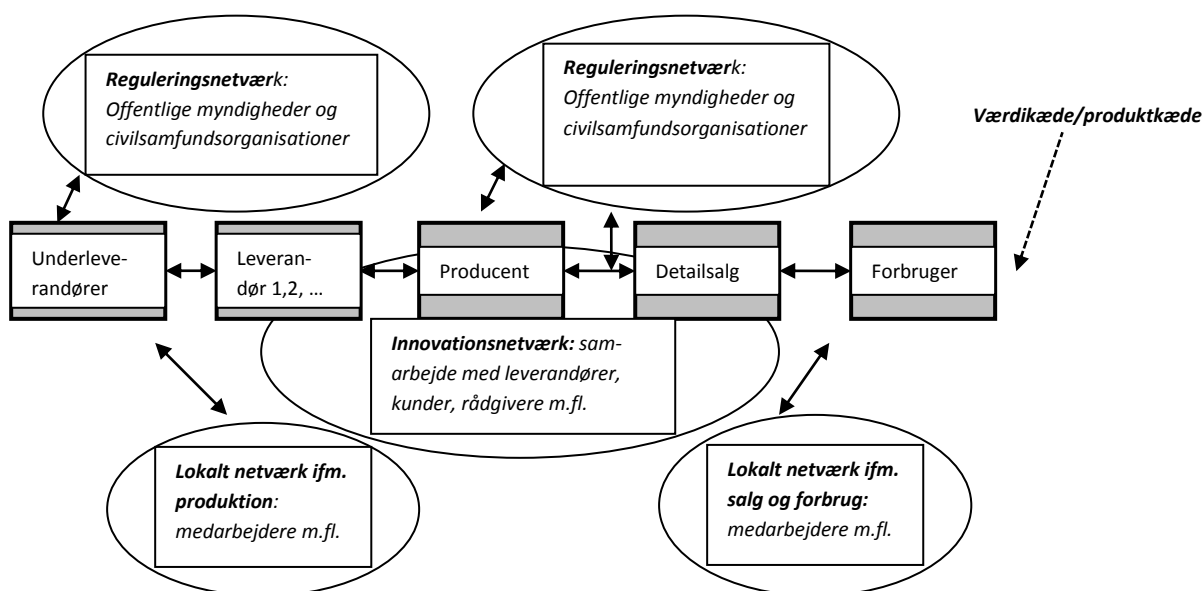 Reguleringsnetværk:
Offentlige myndigheder og
civilsamfundsorganisationer
Reguleringsnetværk:
Offentlige myndigheder og
civilsamfundsorganisationer
Værdikæde/produktkæde
Underleve-
randører
Leveran-
dør 1,2, …
Producent
Detailsalg
Forbruger
Innovationsnetværk: sam-
arbejde med leverandører,
kunder, rådgivere m.fl.
Lokalt netværk ifm.
produktion:
medarbejdere m.fl.
Lokalt netværk ifm.
salg og forbrug:
medarbejdere m.fl.